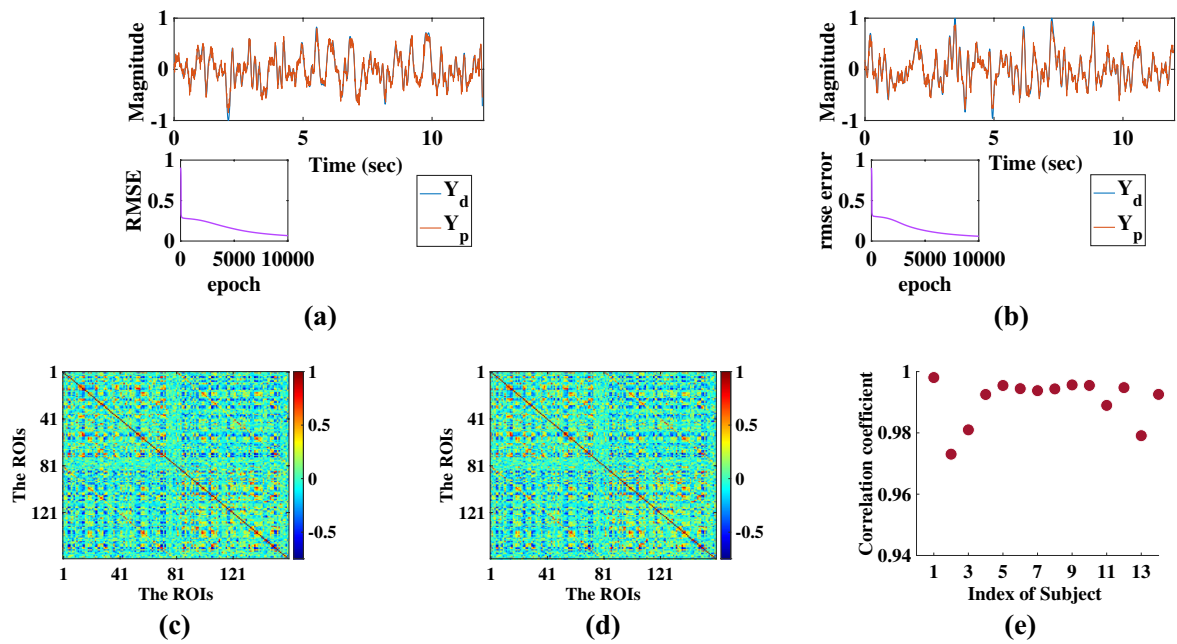 Magnitude
1
0
-1
0
5
10
Time (sec)
RMSE
1
0.5
0
0
5000
10000
epoch
Y_d
Y_p
(a)
Magnitude
1
0
-1
0
5
10
Time (sec)
rmse error
1
0.5
0
0
5000
10000
epoch
Y_d
Y_p
(b)
The ROIs
1
41
81
121
1
41
81
121
The ROIs
1
0.5
0
-0.5
(c)
The ROIs
1
41
81
121
1
41
81
121
The ROIs
1
0.5
0
-0.5
(d)
Correlation coefficient
1
0.98
0.96
0.94
1
3
5
7
9
11
13
Index of Subject
(e)